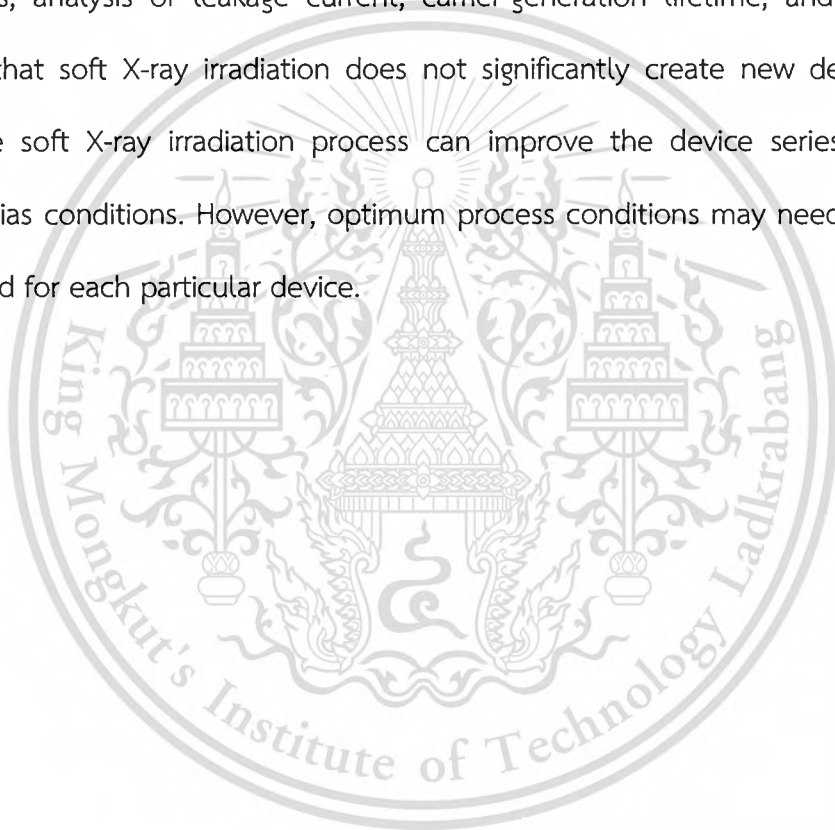 s, analysis of leakage current, carrier-generation lifetime, and
that soft X-ray irradiation does not significantly create new de
e soft X-ray irradiation process can improve the device series
ias conditions. However, optimum process conditions may need
d for each particular device.
King Mongkut's Institute of Technology Ladkrabang